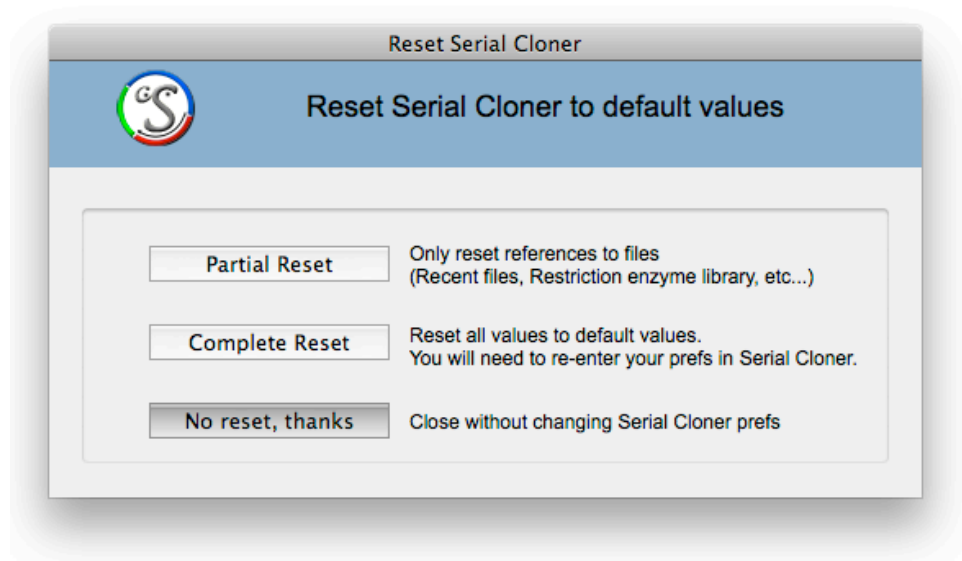 Reset Serial Cloner
Reset Serial Cloner to default values
Partial Reset
Only reset references to files
(Recent files, Restriction enzyme library, etc...)
Complete Reset
Reset all values to default values.
You will need to re-enter your prefs in Serial Cloner.
No reset, thanks
Close without changing Serial Cloner prefs